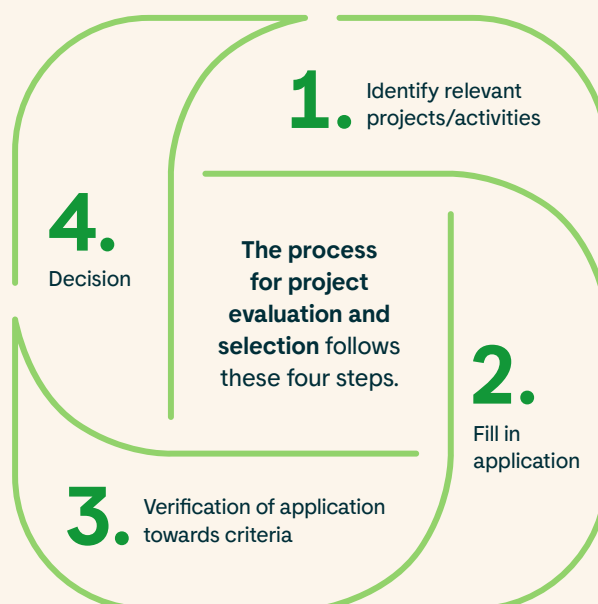 1.
Identify relevant
projects/activities
4.
Decision
The process
for project
evaluation and
selection follows
these four steps.
2.
Fill in
application
3.
Verification of application
towards criteria